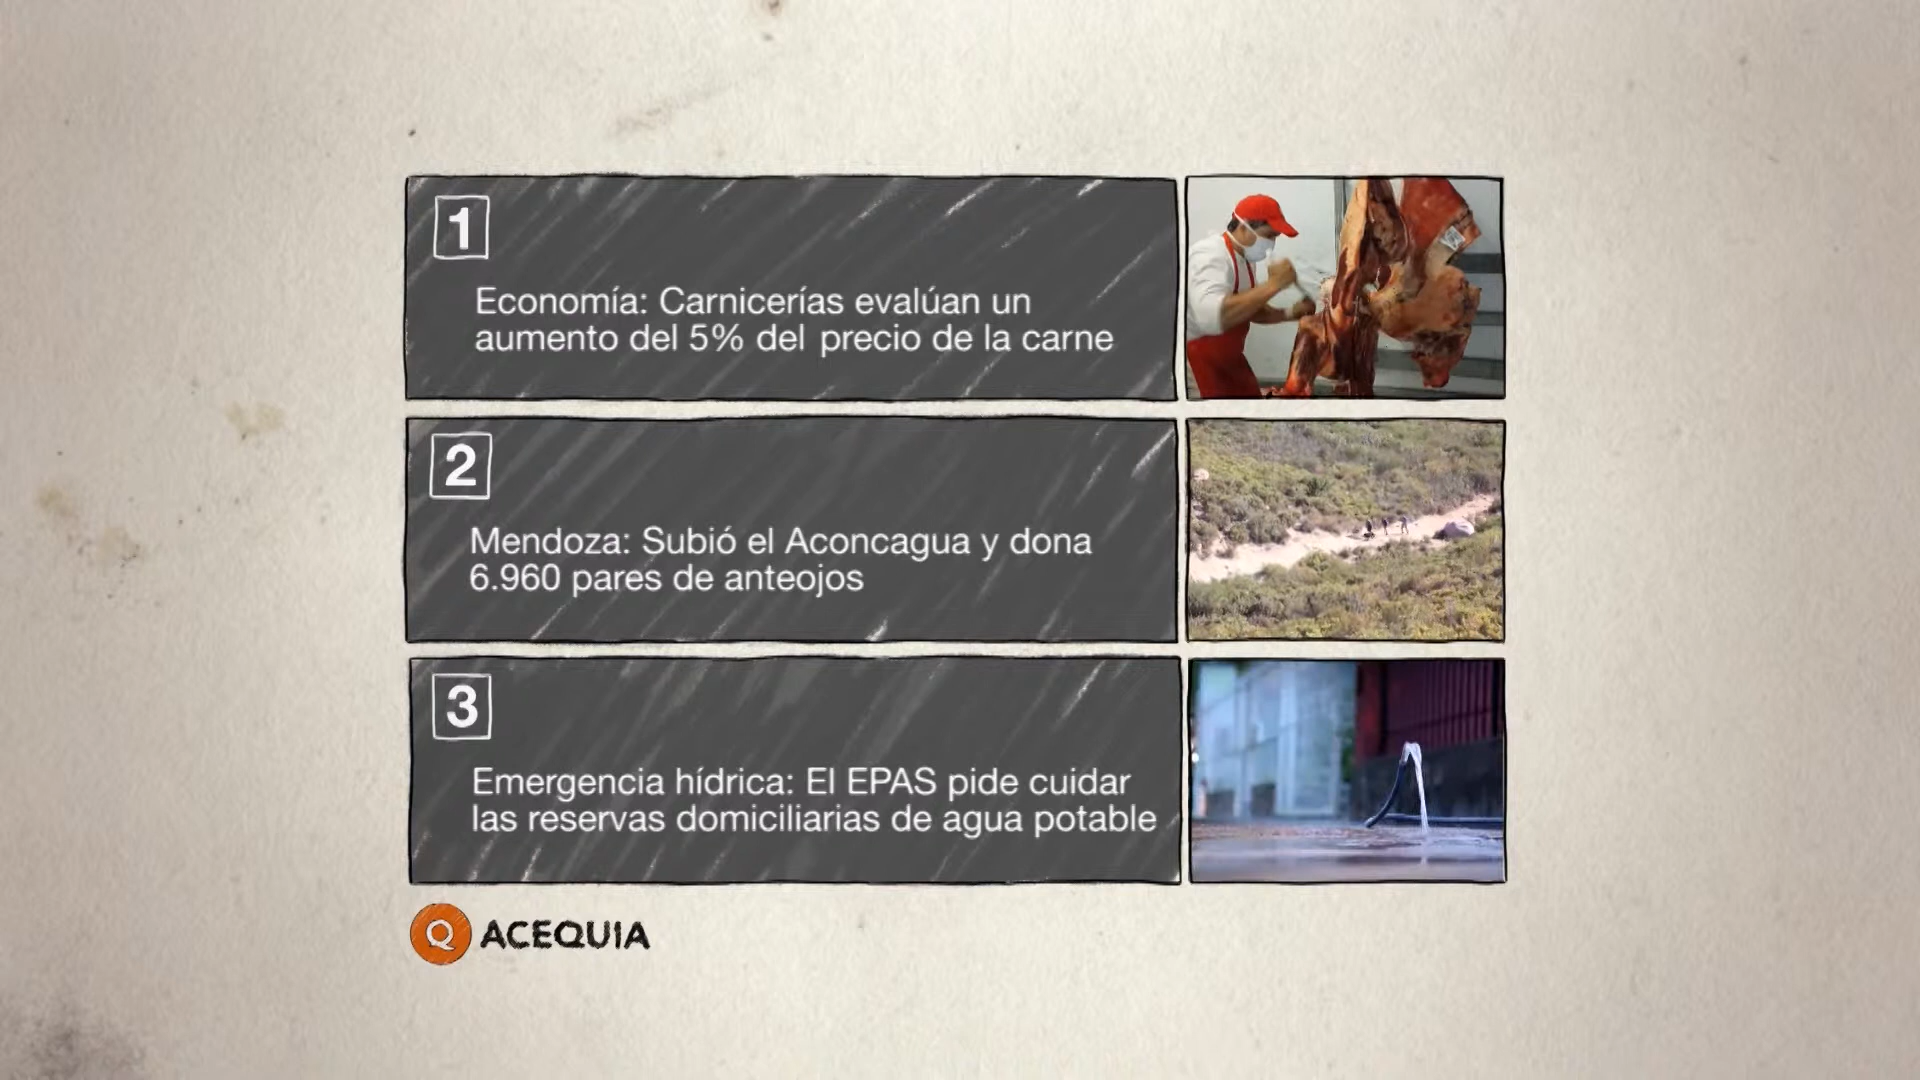 1
Economía: Carnicerías evalúan un
aumento del 5% del precio de la carne
2
Mendoza: Subió el Aconcagua y dona
6.960 pares de anteojos
3
Emergencia hídrica: El EPAS pide cuidar
las reservas domiciliarias de agua potable
Q ACEQUIA